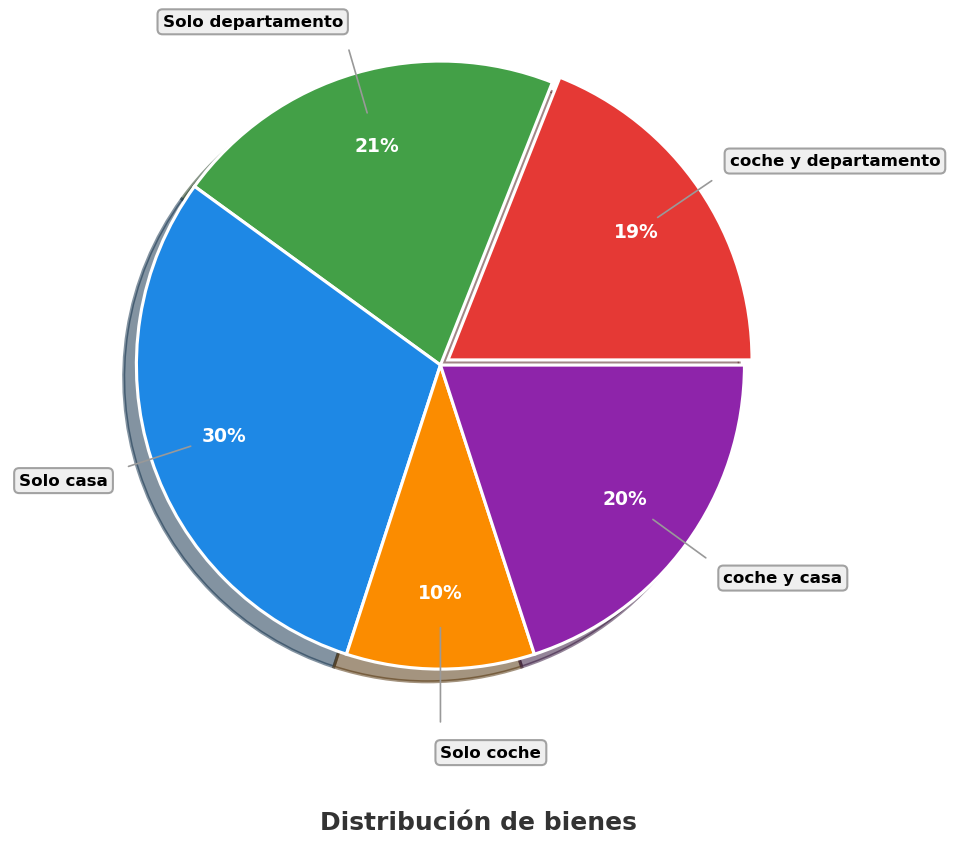 Solo departamento
21%
coche y departamento
19%
30%
Solo casa
20%
coche y casa
10%
Solo coche
Distribución de bienes